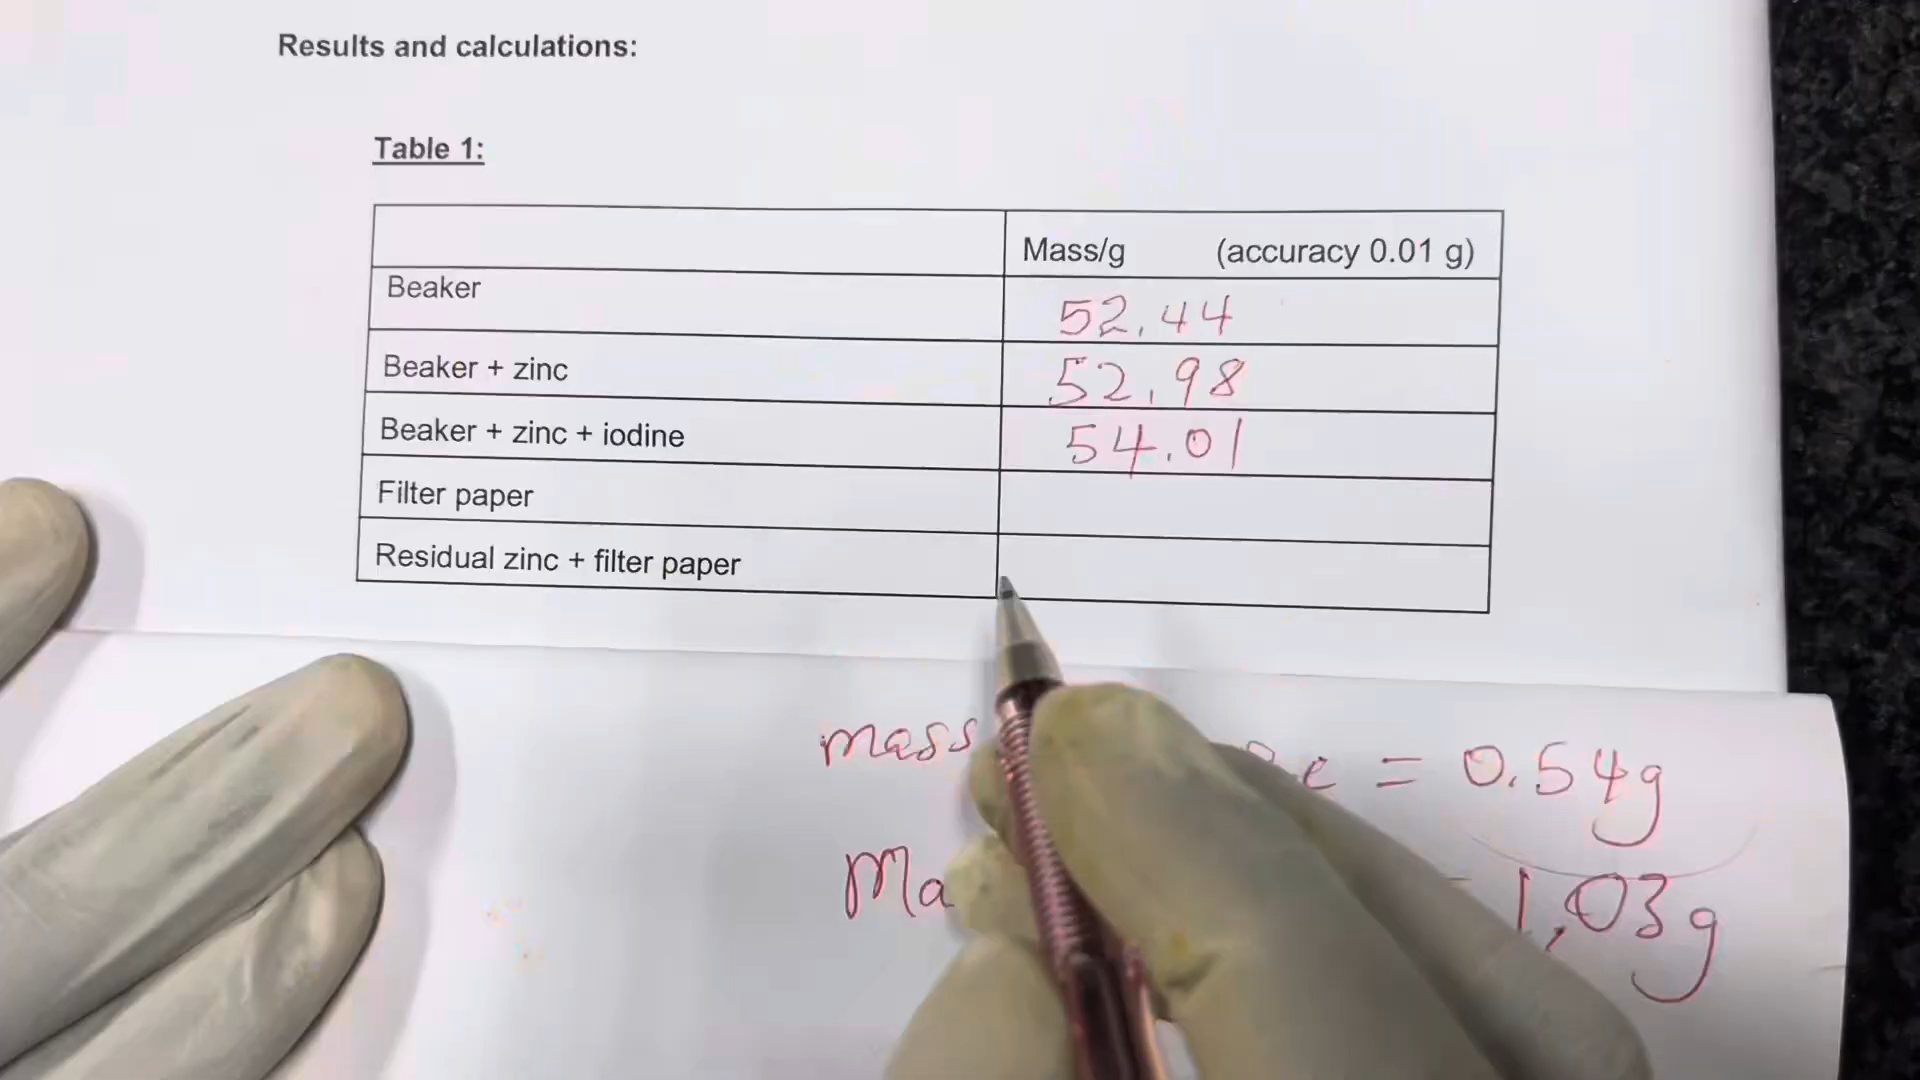 Results and calculations:
Table 1:
Mass/g (accuracy 0.01 g)
Beaker 52.44
Beaker + zinc 52.98
Beaker + zinc + iodine 54.01
Filter paper
Residual zinc + filter paper
mass = 0.54g
Ma 1,03g